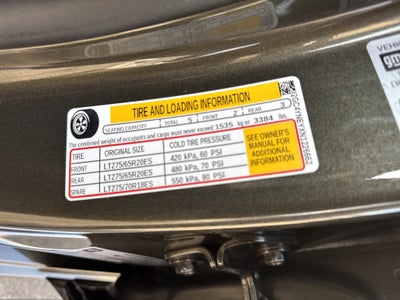 TIRE AND LOADING INFORMATION
SEATING CAPACITY TOTAL 5 FRONT 2 REAR 3
The combined weight of occupants and cargo must never exceed 1535 kg or 3384 lbs.
TIRE ORIGINAL SIZE COLD TIRE PRESSURE
FRONT LT275/65R20ES 420 kPa, 60 PSI
REAR LT275/65R20ES 480 kPa, 70 PSI
SPARE LT275/70R18ES 550 kPa, 80 PSI
SEE OWNER'S
MANUAL FOR
ADDITIONAL
INFORMATION
VEHIC
gm